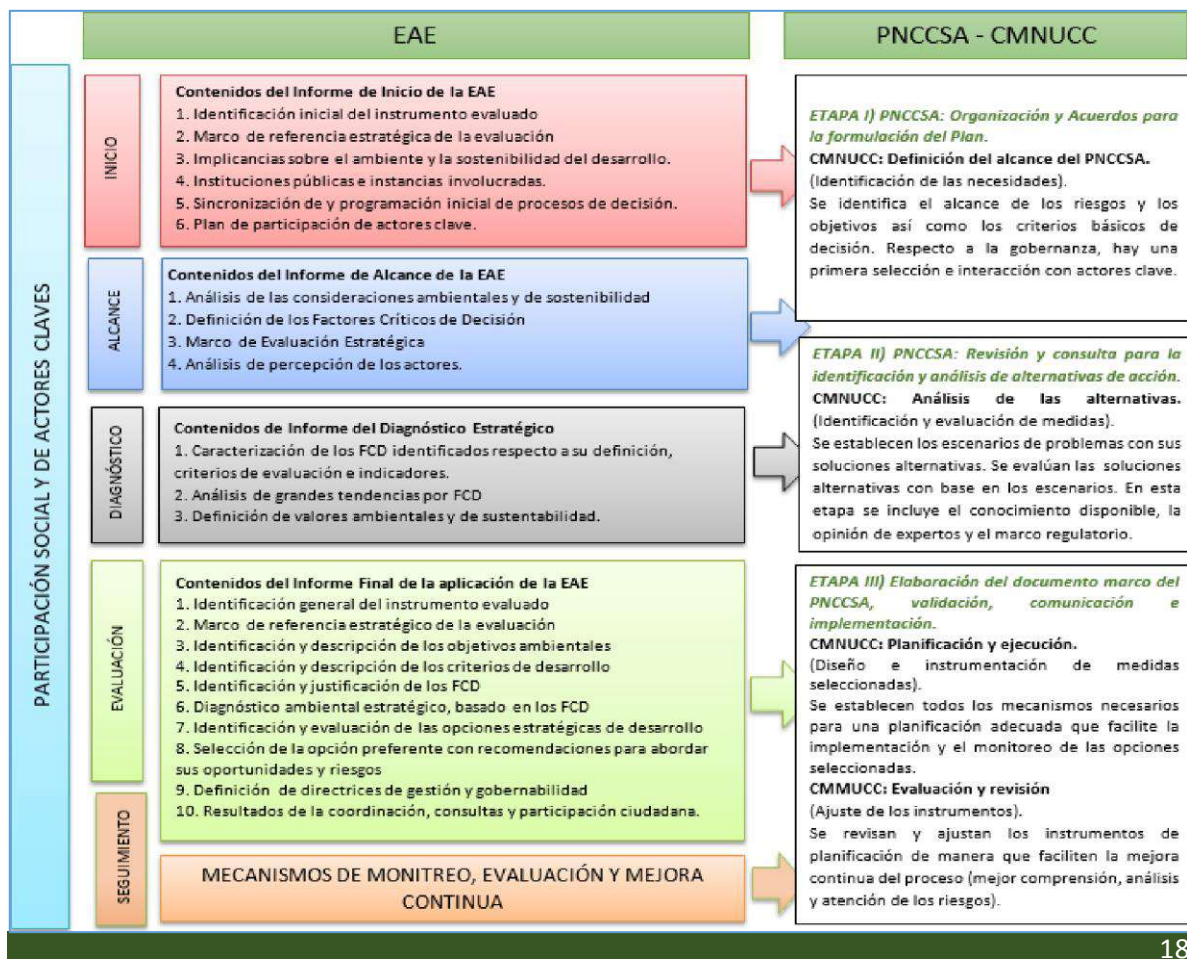 EAE
PNCCSA - CMNUCC
PARTICIPACIÓN SOCIAL Y DE ACTORES CLAVES
INICIO
Contenidos del Informe de Inicio de la EAE
1. Identificación inicial del instrumento evaluado
2. Marco de referencia estratégica de la evaluación
3. Implicancias sobre el ambiente y la sostenibilidad del desarrollo.
4. Instituciones públicas e instancias involucradas.
5. Sincronización de y programación inicial de procesos de decisión.
6. Plan de participación de actores clave.
ETAPA I) PNCCSA: Organización y Acuerdos para
la formulación del Plan.
CMNUCC: Definición del alcance del PNCCSA.
(Identificación de las necesidades).
Se identifica el alcance de los riesgos y los
objetivos así como los criterios básicos de
decisión. Respecto a la gobernanza, hay una
primera selección e interacción con actores clave.
ALCANCE
Contenidos del Informe de Alcance de la EAE
1. Análisis de las consideraciones ambientales y de sostenibilidad
2. Definición de los Factores Críticos de Decisión
3. Marco de Evaluación Estratégica
4. Análisis de percepción de los actores.
DIAGNÓSTICO
Contenidos de Informe del Diagnóstico Estratégico
1. Caracterización de los FCD identificados respecto a su definición,
criterios de evaluación e indicadores.
2. Análisis de grandes tendencias por FCD
3. Definición de valores ambientales y de sustentabilidad.
ETAPA II) PNCCSA: Revisión y consulta para la
identificación y análisis de alternativas de acción.
CMNUCC: Análisis de las alternativas.
(Identificación y evaluación de medidas).
Se establecen los escenarios de problemas con sus
soluciones alternativas. Se evalúan las soluciones
alternativas con base en los escenarios. En esta
etapa se incluye el conocimiento disponible, la
opinión de expertos y el marco regulatorio.
EVALUACIÓN
Contenidos del Informe Final de la aplicación de la EAE
1. Identificación general del instrumento evaluado
2. Marco de referencia estratégico de la evaluación
3. Identificación y descripción de los objetivos ambientales
4. Identificación y descripción de los criterios de desarrollo
5. Identificación y justificación de los FCD
6. Diagnóstico ambiental estratégico, basado en los FCD
7. Identificación y evaluación de las opciones estratégicas de desarrollo
8. Selección de la opción preferente con recomendaciones para abordar
sus oportunidades y riesgos
9. Definición de directrices de gestión y gobernabilidad
10. Resultados de la coordinación, consultas y participación ciudadana.
SEGUIMIENTO
MECANISMOS DE MONITREO, EVALUACIÓN Y MEJORA
CONTINUA
ETAPA III) Elaboración del documento marco del
PNCCSA, validación, comunicación e
implementación.
CMNUCC: Planificación y ejecución.
(Diseño e instrumentación de medidas
seleccionadas).
Se establecen todos los mecanismos necesarios
para una planificación adecuada que facilite la
implementación y el monitoreo de las opciones
seleccionadas.
CMMUCC: Evaluación y revisión
(Ajuste de los instrumentos).
Se revisan y ajustan los instrumentos de
planificación de manera que faciliten la mejora
continua del proceso (mejor comprensión, análisis
y atención de los riesgos).
18